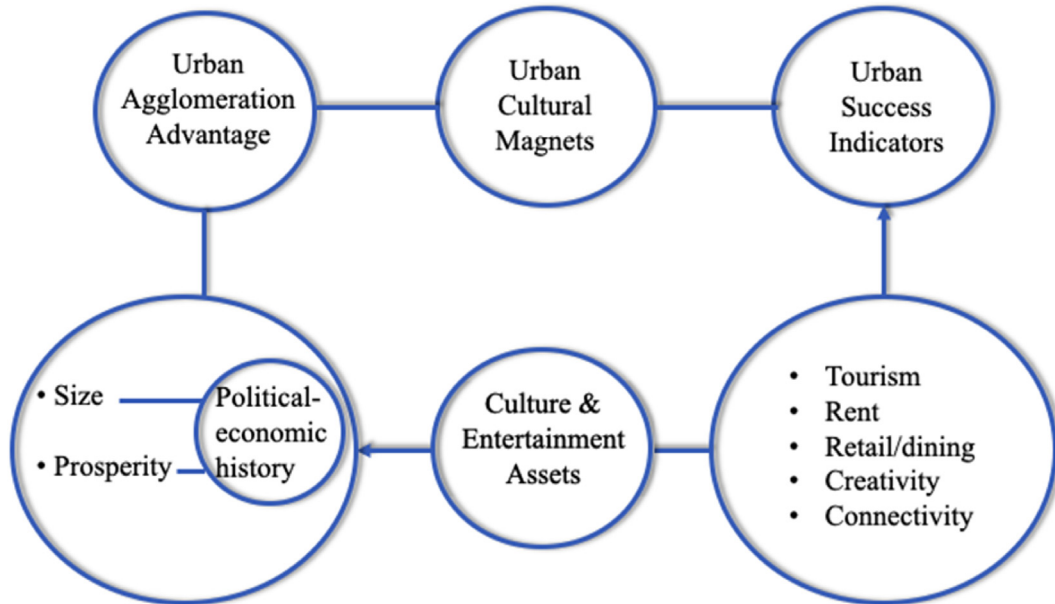 Urban
Agglomeration
Advantage
Urban
Cultural
Magnets
Urban
Success
Indicators
• Size
• Prosperity
Political-
economic
history
Culture &
Entertainment
Assets
• Tourism
• Rent
• Retail/dining
• Creativity
• Connectivity